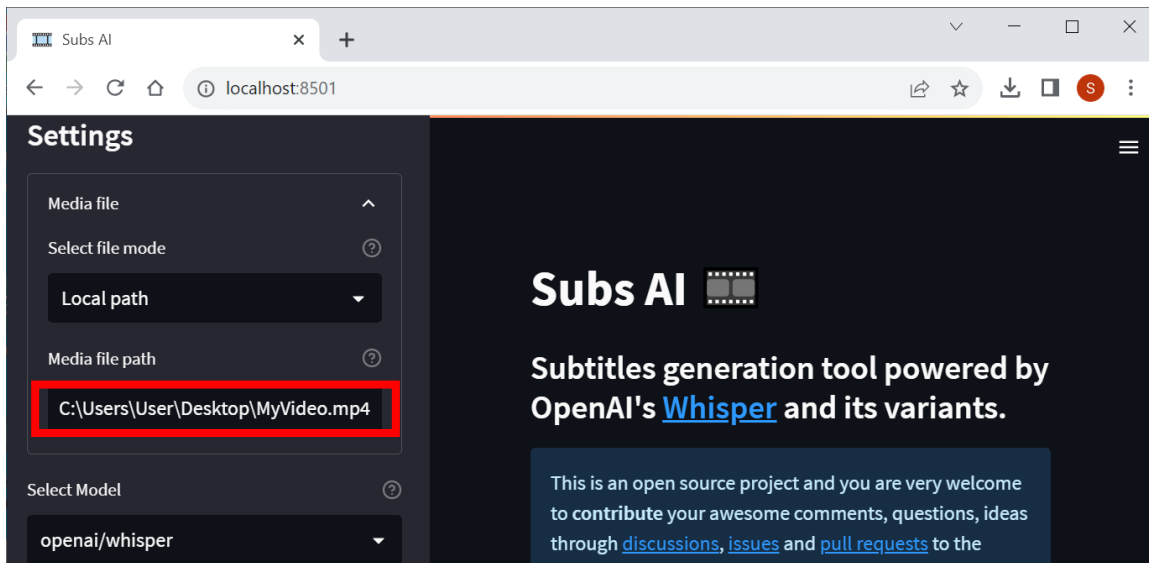 Subs AI
localhost:8501
S
Settings
Media file
Select file mode
Local path
Media file path
C:\Users\User\Desktop\MyVideo.mp4
Select Model
openai/whisper
Subs AI
Subtitles generation tool powered by
OpenAI's Whisper and its variants.
This is an open source project and you are very welcome
to contribute your awesome comments, questions, ideas
through discussions, issues and pull requests to the